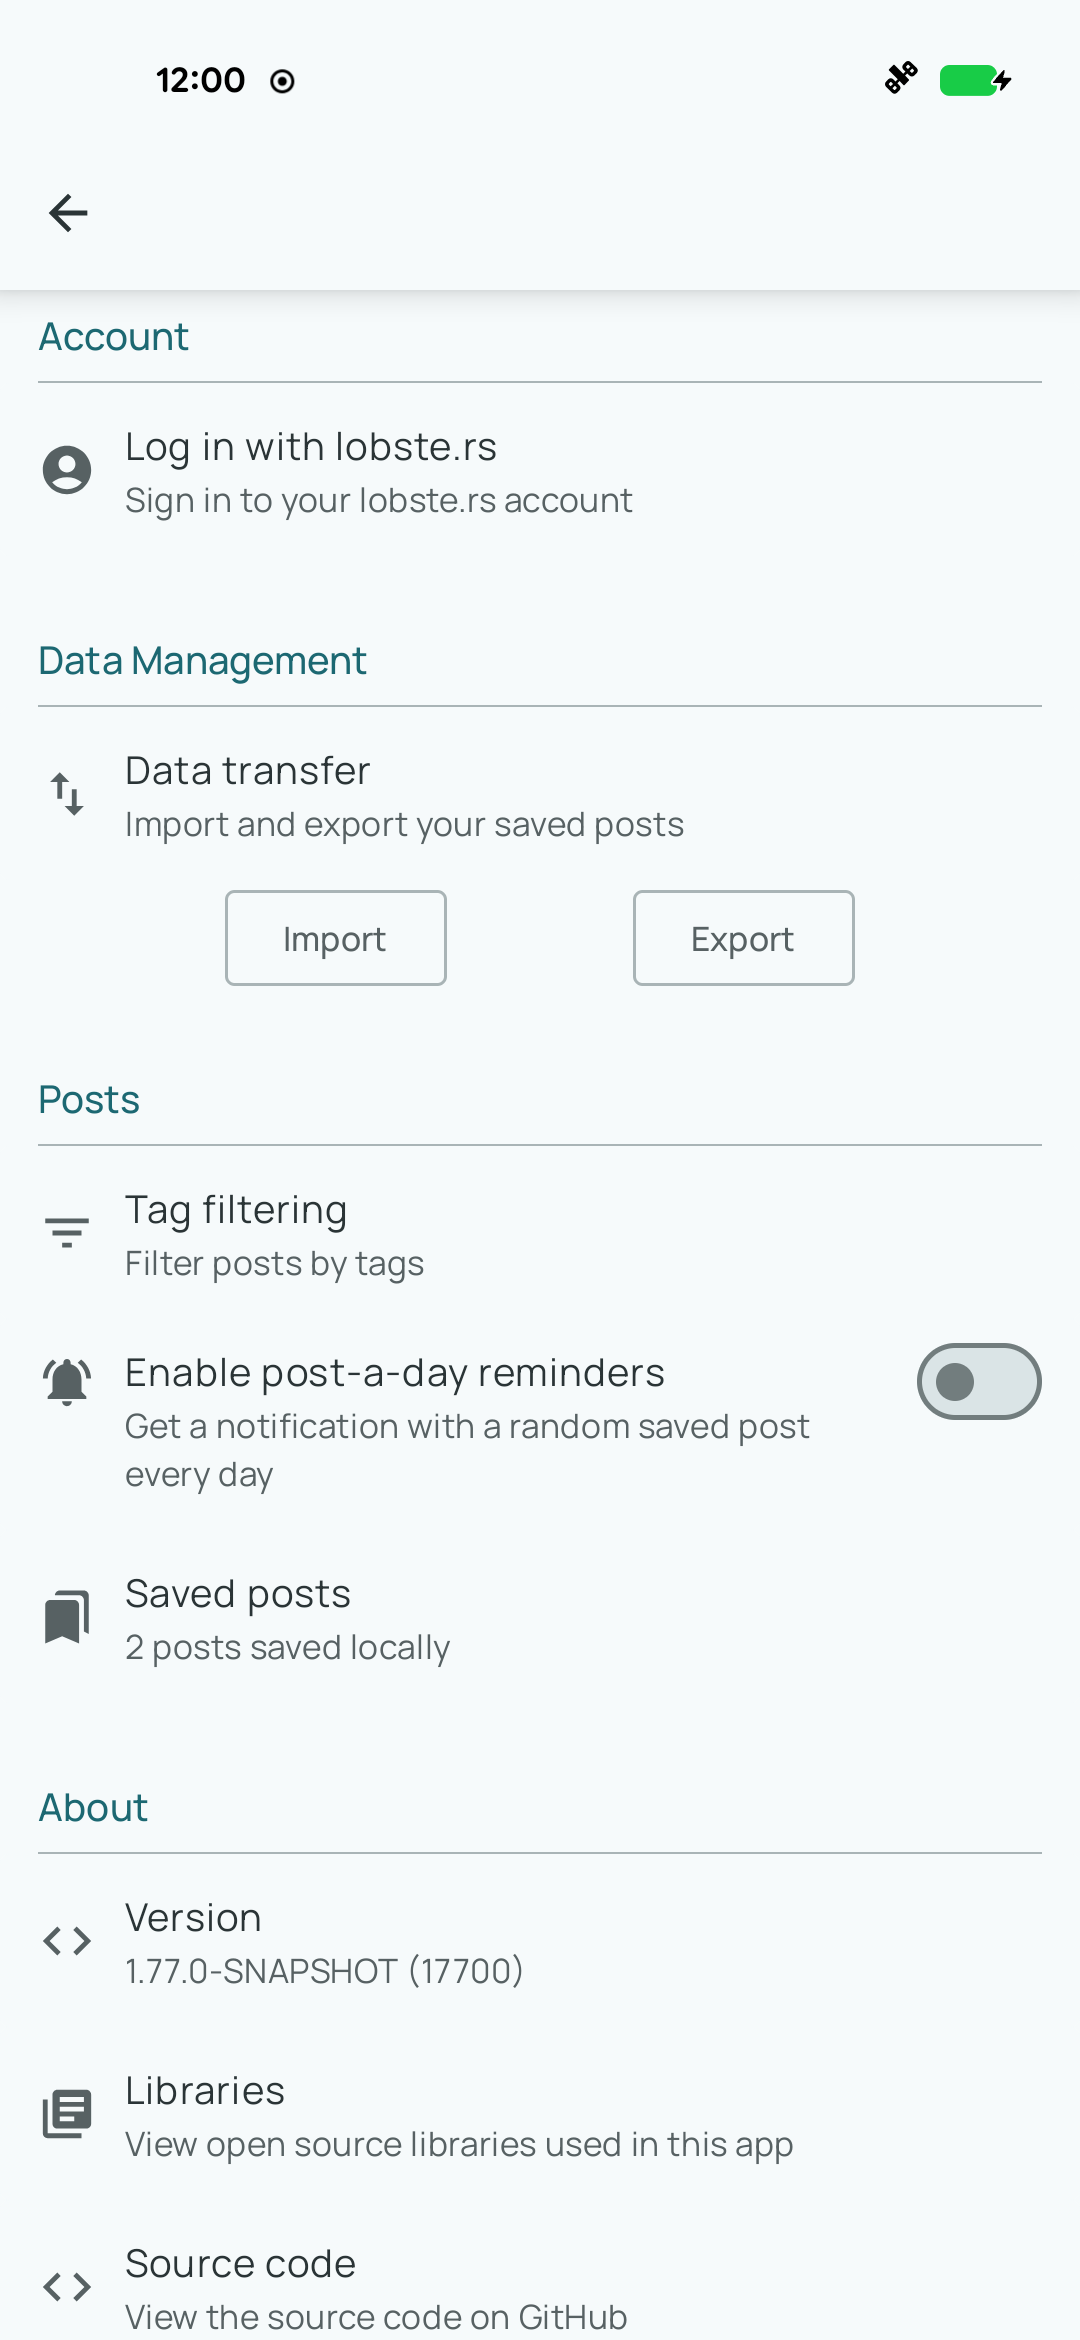 12:00
Account
Log in with lobste.rs
Sign in to your lobste.rs account
Data Management
Data transfer
Import and export your saved posts
Import
Export
Posts
Tag filtering
Filter posts by tags
Enable post-a-day reminders
Get a notification with a random saved post
every day
Saved posts
2 posts saved locally
About
Version
1.77.0-SNAPSHOT (17700)
Libraries
View open source libraries used in this app
Source code
View the source code on GitHub